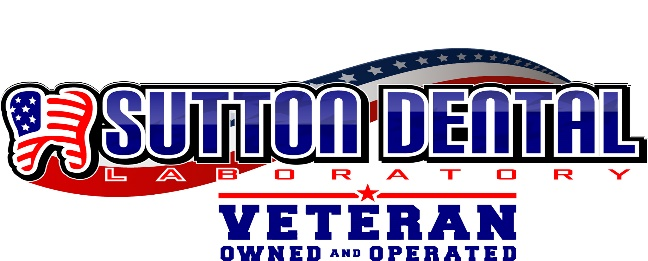 SUTTON DENTAL
LABORATORY
VETERAN
OWNED AND OPERATED